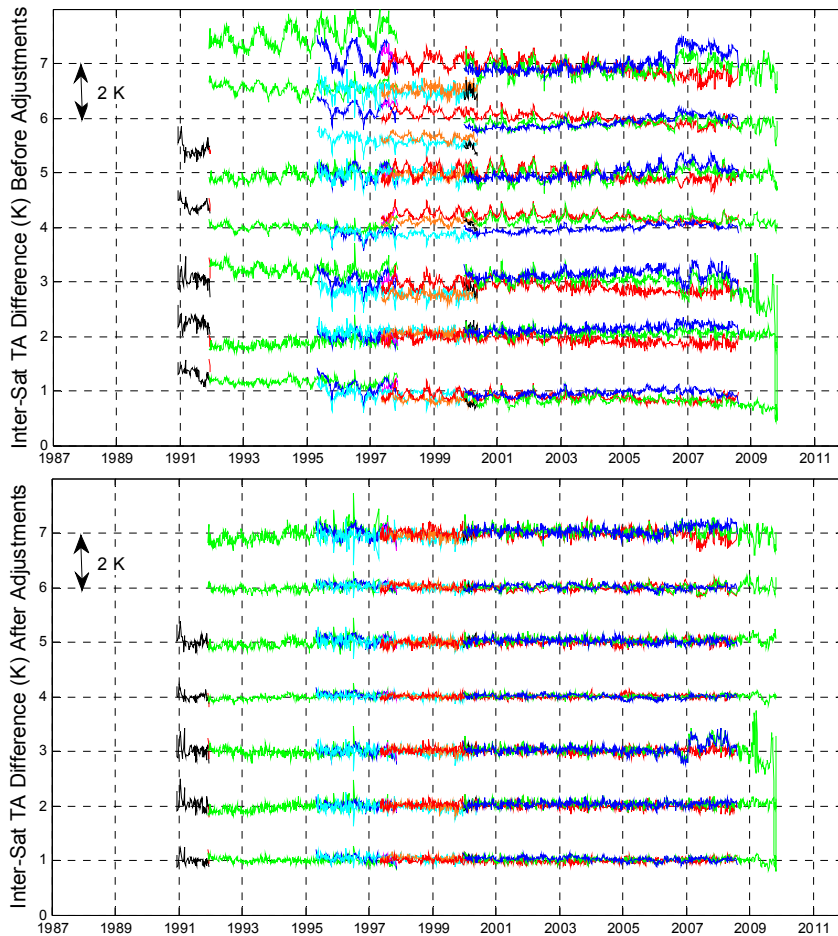 Inter-Sat TA Difference (K) Before Adjustments
7
6
5
4
3
2
1
0
2 K
1987 1989 1991 1993 1995 1997 1999 2001 2003 2005 2007 2009 2011
Inter-Sat TA Difference (K) After Adjustments
7
6
5
4
3
2
1
0
2 K
1987 1989 1991 1993 1995 1997 1999 2001 2003 2005 2007 2009 2011